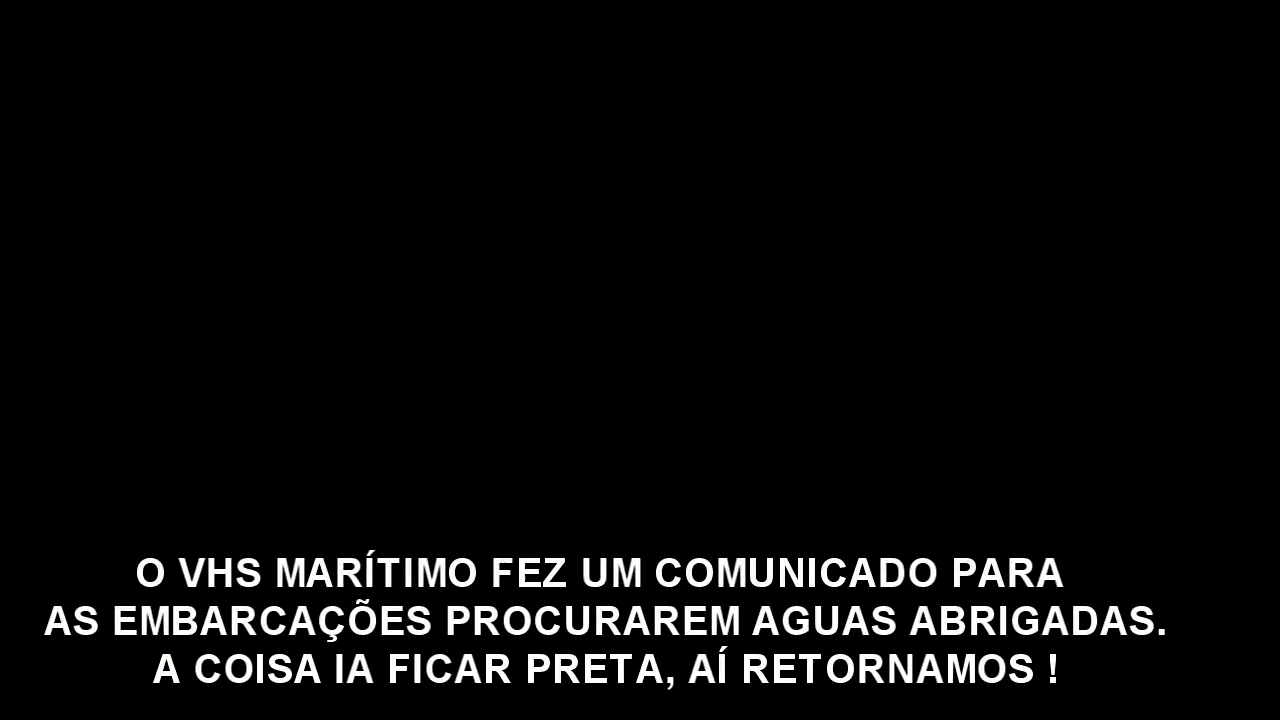 O VHS MARÍTIMO FEZ UM COMUNICADO PARA
AS EMBARCAÇÕES PROCURAREM AGUAS ABRIGADAS.
A COISA IA FICAR PRETA, AÍ RETORNAMOS !